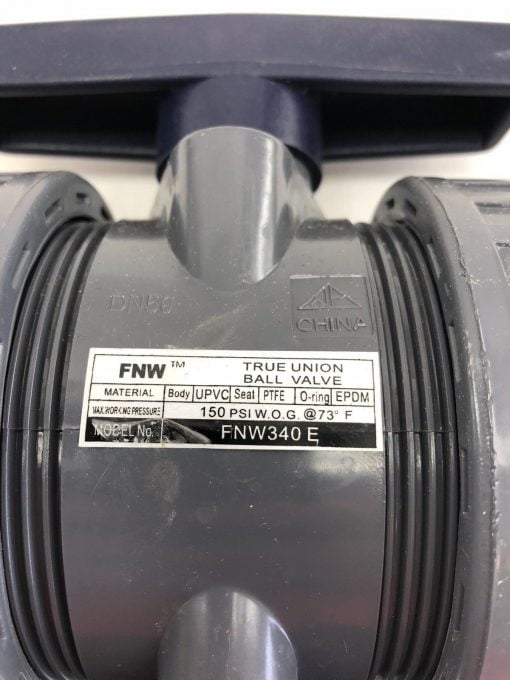 DN50
CHINA
FNW™ TRUE UNION
BALL VALVE
MATERIAL Body UPVC Seat PTFE O-ring EPDM
MAX.WORKING PRESSURE 150 PSI W.O.G. @73° F
MODEL No. FNW340 E